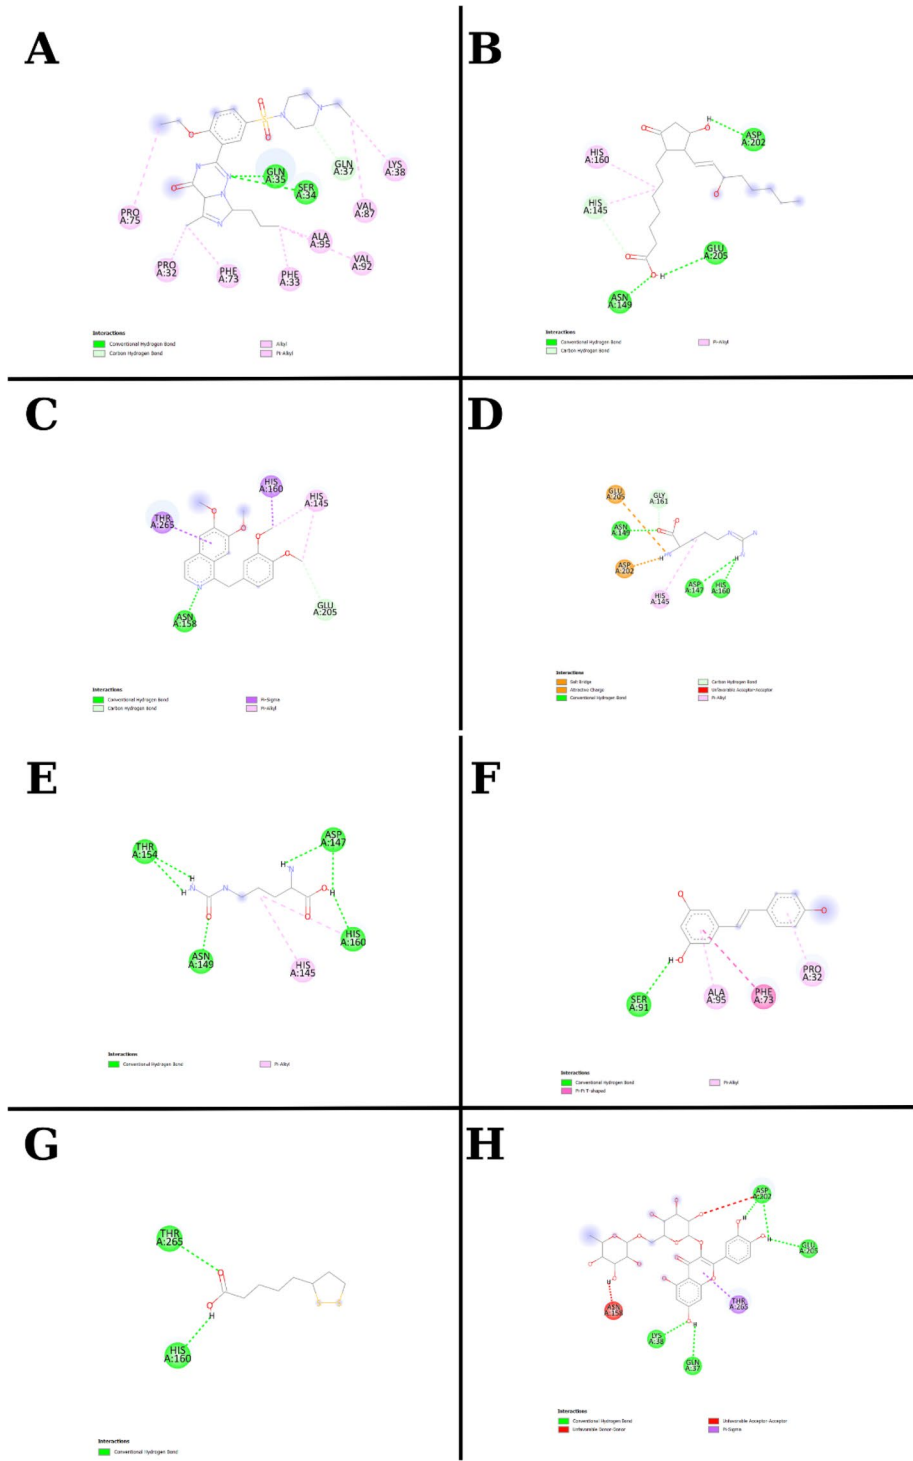 A
GLN
A:35
SER
A:34
GLN
A:37
LYS
A:38
VAL
A:87
PRO
A:75
ALA
A:95
VAL
A:92
PRO
A:32
PHE
A:73
PHE
A:33
Interactions
Conventional Hydrogen Bond
Carbon Hydrogen Bond
Alkyl
Pi-Alkyl
B
H
O
O
ASP
A:202
HIS
A:160
HIS
A:145
O
GLU
A:205
O
O
H
ASN
A:149
Interactions
Conventional Hydrogen Bond
Carbon Hydrogen Bond
Pi-Alkyl
C
HIS
A:160
HIS
A:145
THR
A:265
GLU
A:205
ASN
A:158
Interactions
Conventional Hydrogen Bond
Carbon Hydrogen Bond
Pi-Sigma
Pi-Alkyl
D
GLU
A:205
GLY
A:161
ASN
A:149
ASP
A:202
HIS
A:145
ASP
A:147
HIS
A:160
Interactions
Salt Bridge
Attractive Charge
Conventional Hydrogen Bond
Carbon Hydrogen Bond
Unfavorable Acceptor-Acceptor
Pi-Alkyl
E
THR
A:154
ASP
A:147
ASN
A:149
HIS
A:145
HIS
A:160
Interactions
Conventional Hydrogen Bond
Pi-Alkyl
F
SER
A:91
ALA
A:95
PHE
A:73
PRO
A:32
Interactions
Conventional Hydrogen Bond
Pi-Pi T-shaped
Pi-Alkyl
G
THR
A:265
O
O
H
HIS
A:160
Interactions
Conventional Hydrogen Bond
H
ASP
A:202
GLU
A:205
THR
A:265
ASN
LYS
A:38
GLN
A:37
Interactions
Conventional Hydrogen Bond
Unfavorable Donor-Donor
Unfavorable Acceptor-Acceptor
Pi-Sigma